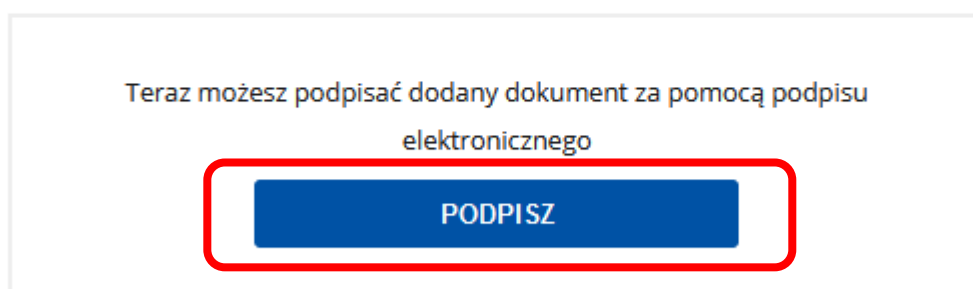 Teraz możesz podpisać dodany dokument za pomocą podpisu
elektronicznego
PODPISZ